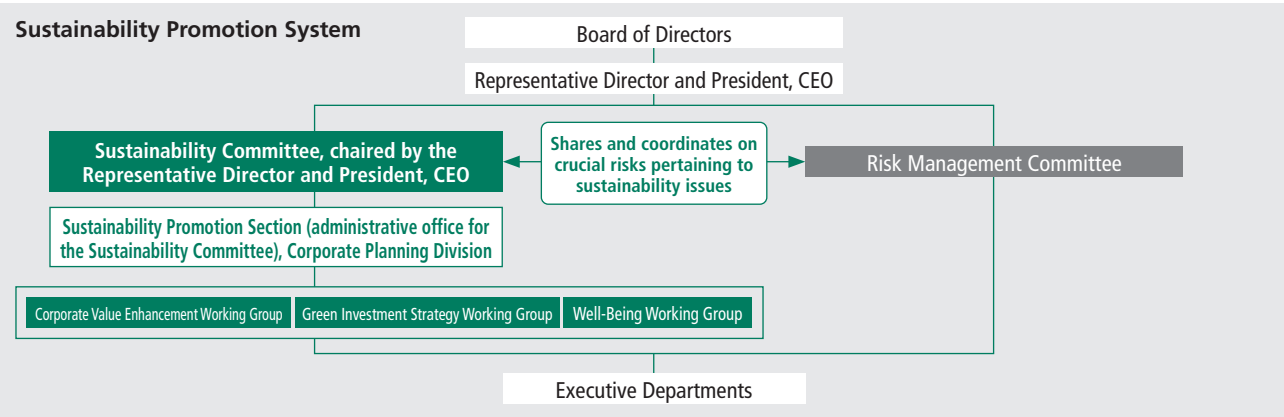 Sustainability Promotion System
Board of Directors
Representative Director and President, CEO
Sustainability Committee, chaired by the
Representative Director and President, CEO
Shares and coordinates on
crucial risks pertaining to
sustainability issues
Risk Management Committee
Sustainability Promotion Section (administrative office for
the Sustainability Committee), Corporate Planning Division
Corporate Value Enhancement Working Group
Green Investment Strategy Working Group
Well-Being Working Group
Executive Departments